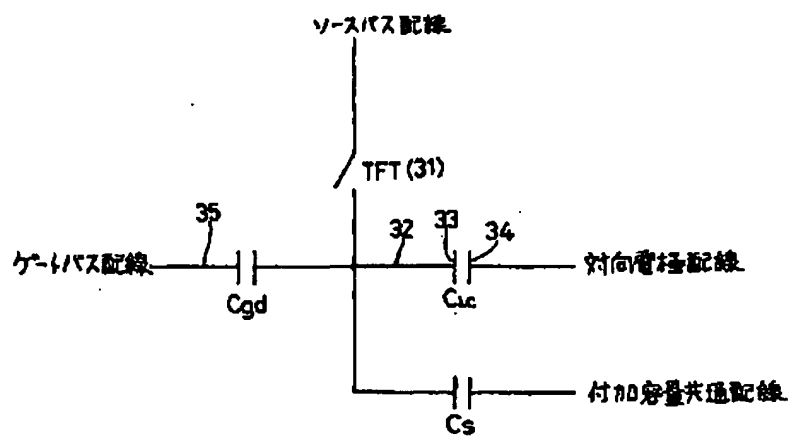 ソースバス配線
TFT(31)
35
32
33
34
ゲートバス配線
対向電極配線
Cgd
CLC
付加容量共通配線
Cs